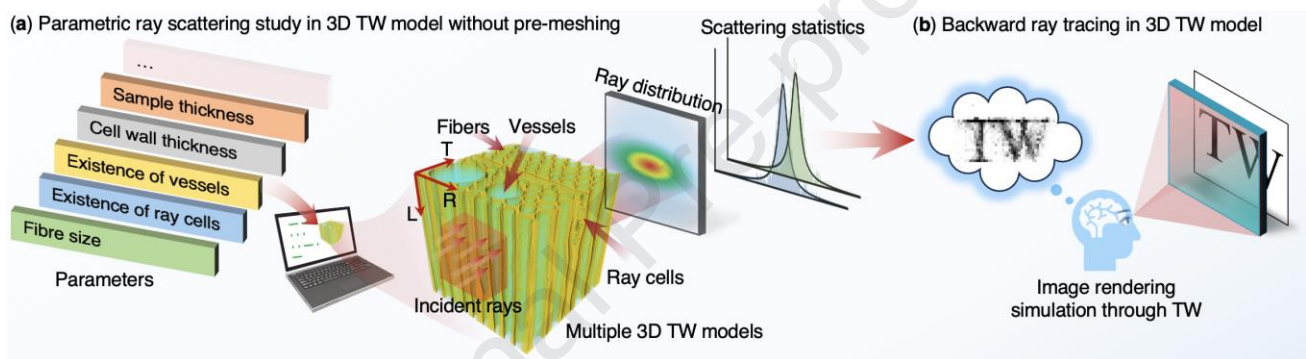 (a) Parametric ray scattering study in 3D TW model without pre-meshing
...
Sample thickness
Cell wall thickness
Existence of vessels
Existence of ray cells
Fibre size
Parameters
Fibers
Vessels
T
R
L
Incident rays
Ray cells
Multiple 3D TW models
Ray distribution
Scattering statistics
(b) Backward ray tracing in 3D TW model
TW
TW
Image rendering
simulation through TW